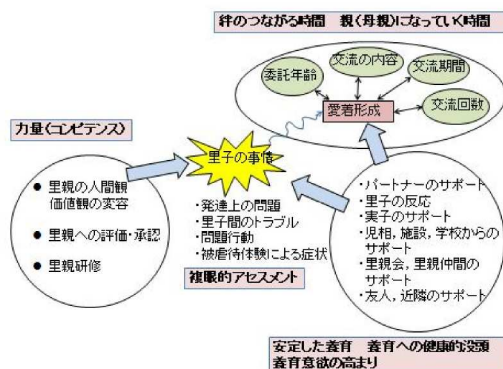 絆のつながる時間 親(母親)になっていく時間
委託年齢
交流の内容
交流期間
交流回数
愛着形成
力量(コンピテンス)
里子の事情
● 里親の人間観
価値観の変容
● 里親への評価・承認
● 里親研修
・発達上の問題
・里子間のトラブル
・問題行動
・被虐待体験による症状
複眼的アセスメント
・パートナーのサポート
・里子の反応
・実子のサポート
・児相, 施設, 学校からの
サポート
・里親会, 里親仲間の
サポート
・友人, 近隣のサポート
安定した養育 養育への健康的没頭
養育意欲の高まり